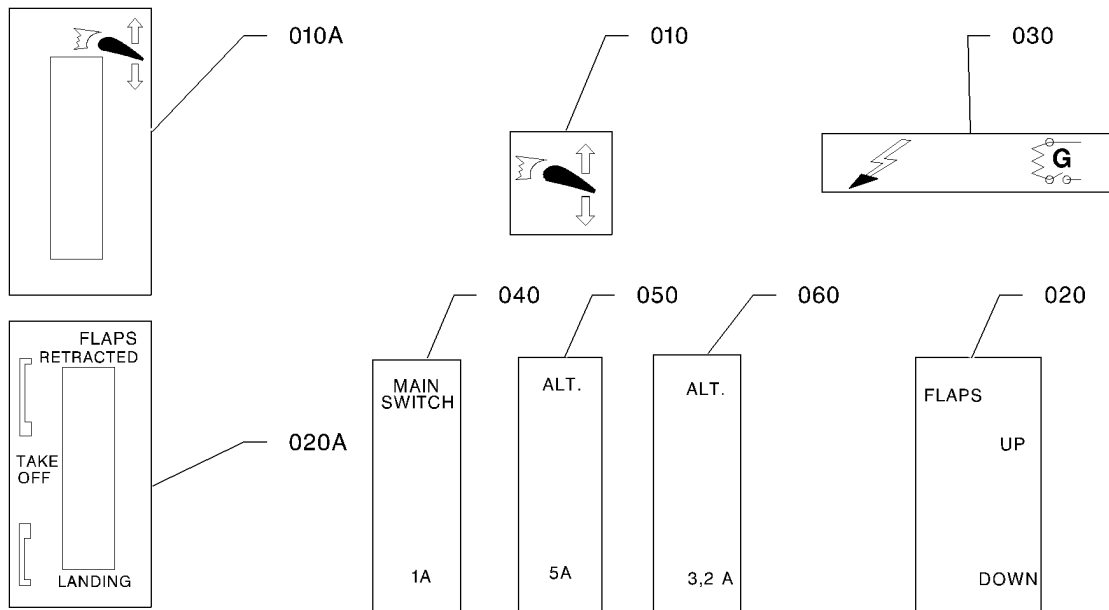 010A
010
030
G
040
050
060
020
FLAPS
RETRACTED
TAKE
OFF
LANDING
020A
MAIN
SWITCH
1A
ALT.
5A
ALT.
3,2 A
FLAPS
UP
DOWN